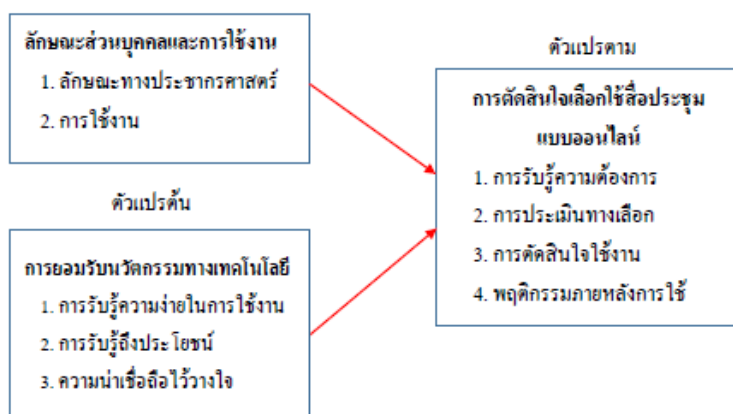 ลักษณะส่วนบุคคลและการใช้งาน
1. ลักษณะทางประชากรศาสตร์
2. การใช้งาน
ตัวแปรต้น
การยอมรับนวัตกรรมทางเทคโนโลยี
1. การรับรู้ความง่ายในการใช้งาน
2. การรับรู้ถึงประโยชน์
3. ความน่าเชื่อถือไว้วางใจ
ตัวแปรตาม
การตัดสินใจเลือกใช้สื่อประชุม
แบบออนไลน์
1. การรับรู้ความต้องการ
2. การประเมินทางเลือก
3. การตัดสินใจใช้งาน
4. พฤติกรรมภายหลังการใช้